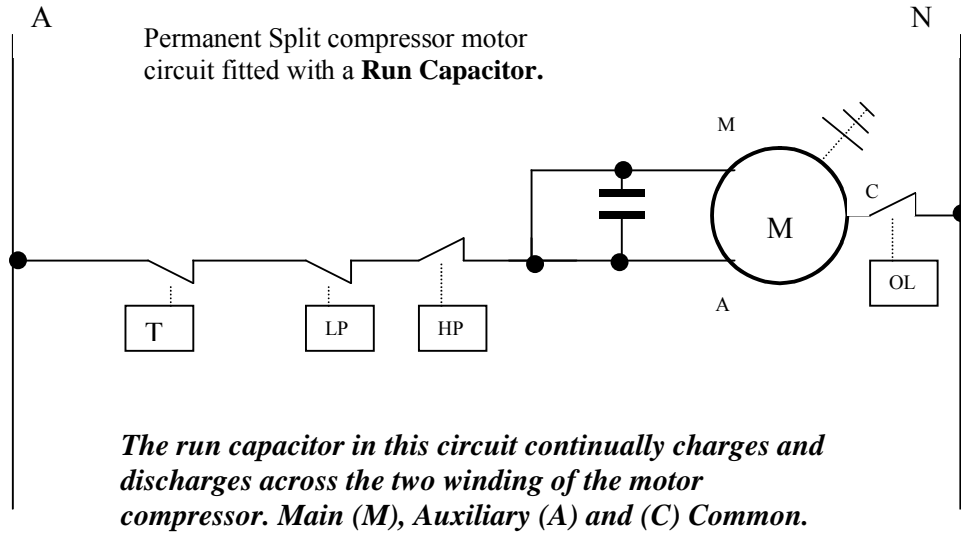 A
N
Permanent Split compressor motor
circuit fitted with a Run Capacitor.
M
C
M
OL
A
T
LP
HP
The run capacitor in this circuit continually charges and
discharges across the two winding of the motor
compressor. Main (M), Auxiliary (A) and (C) Common.